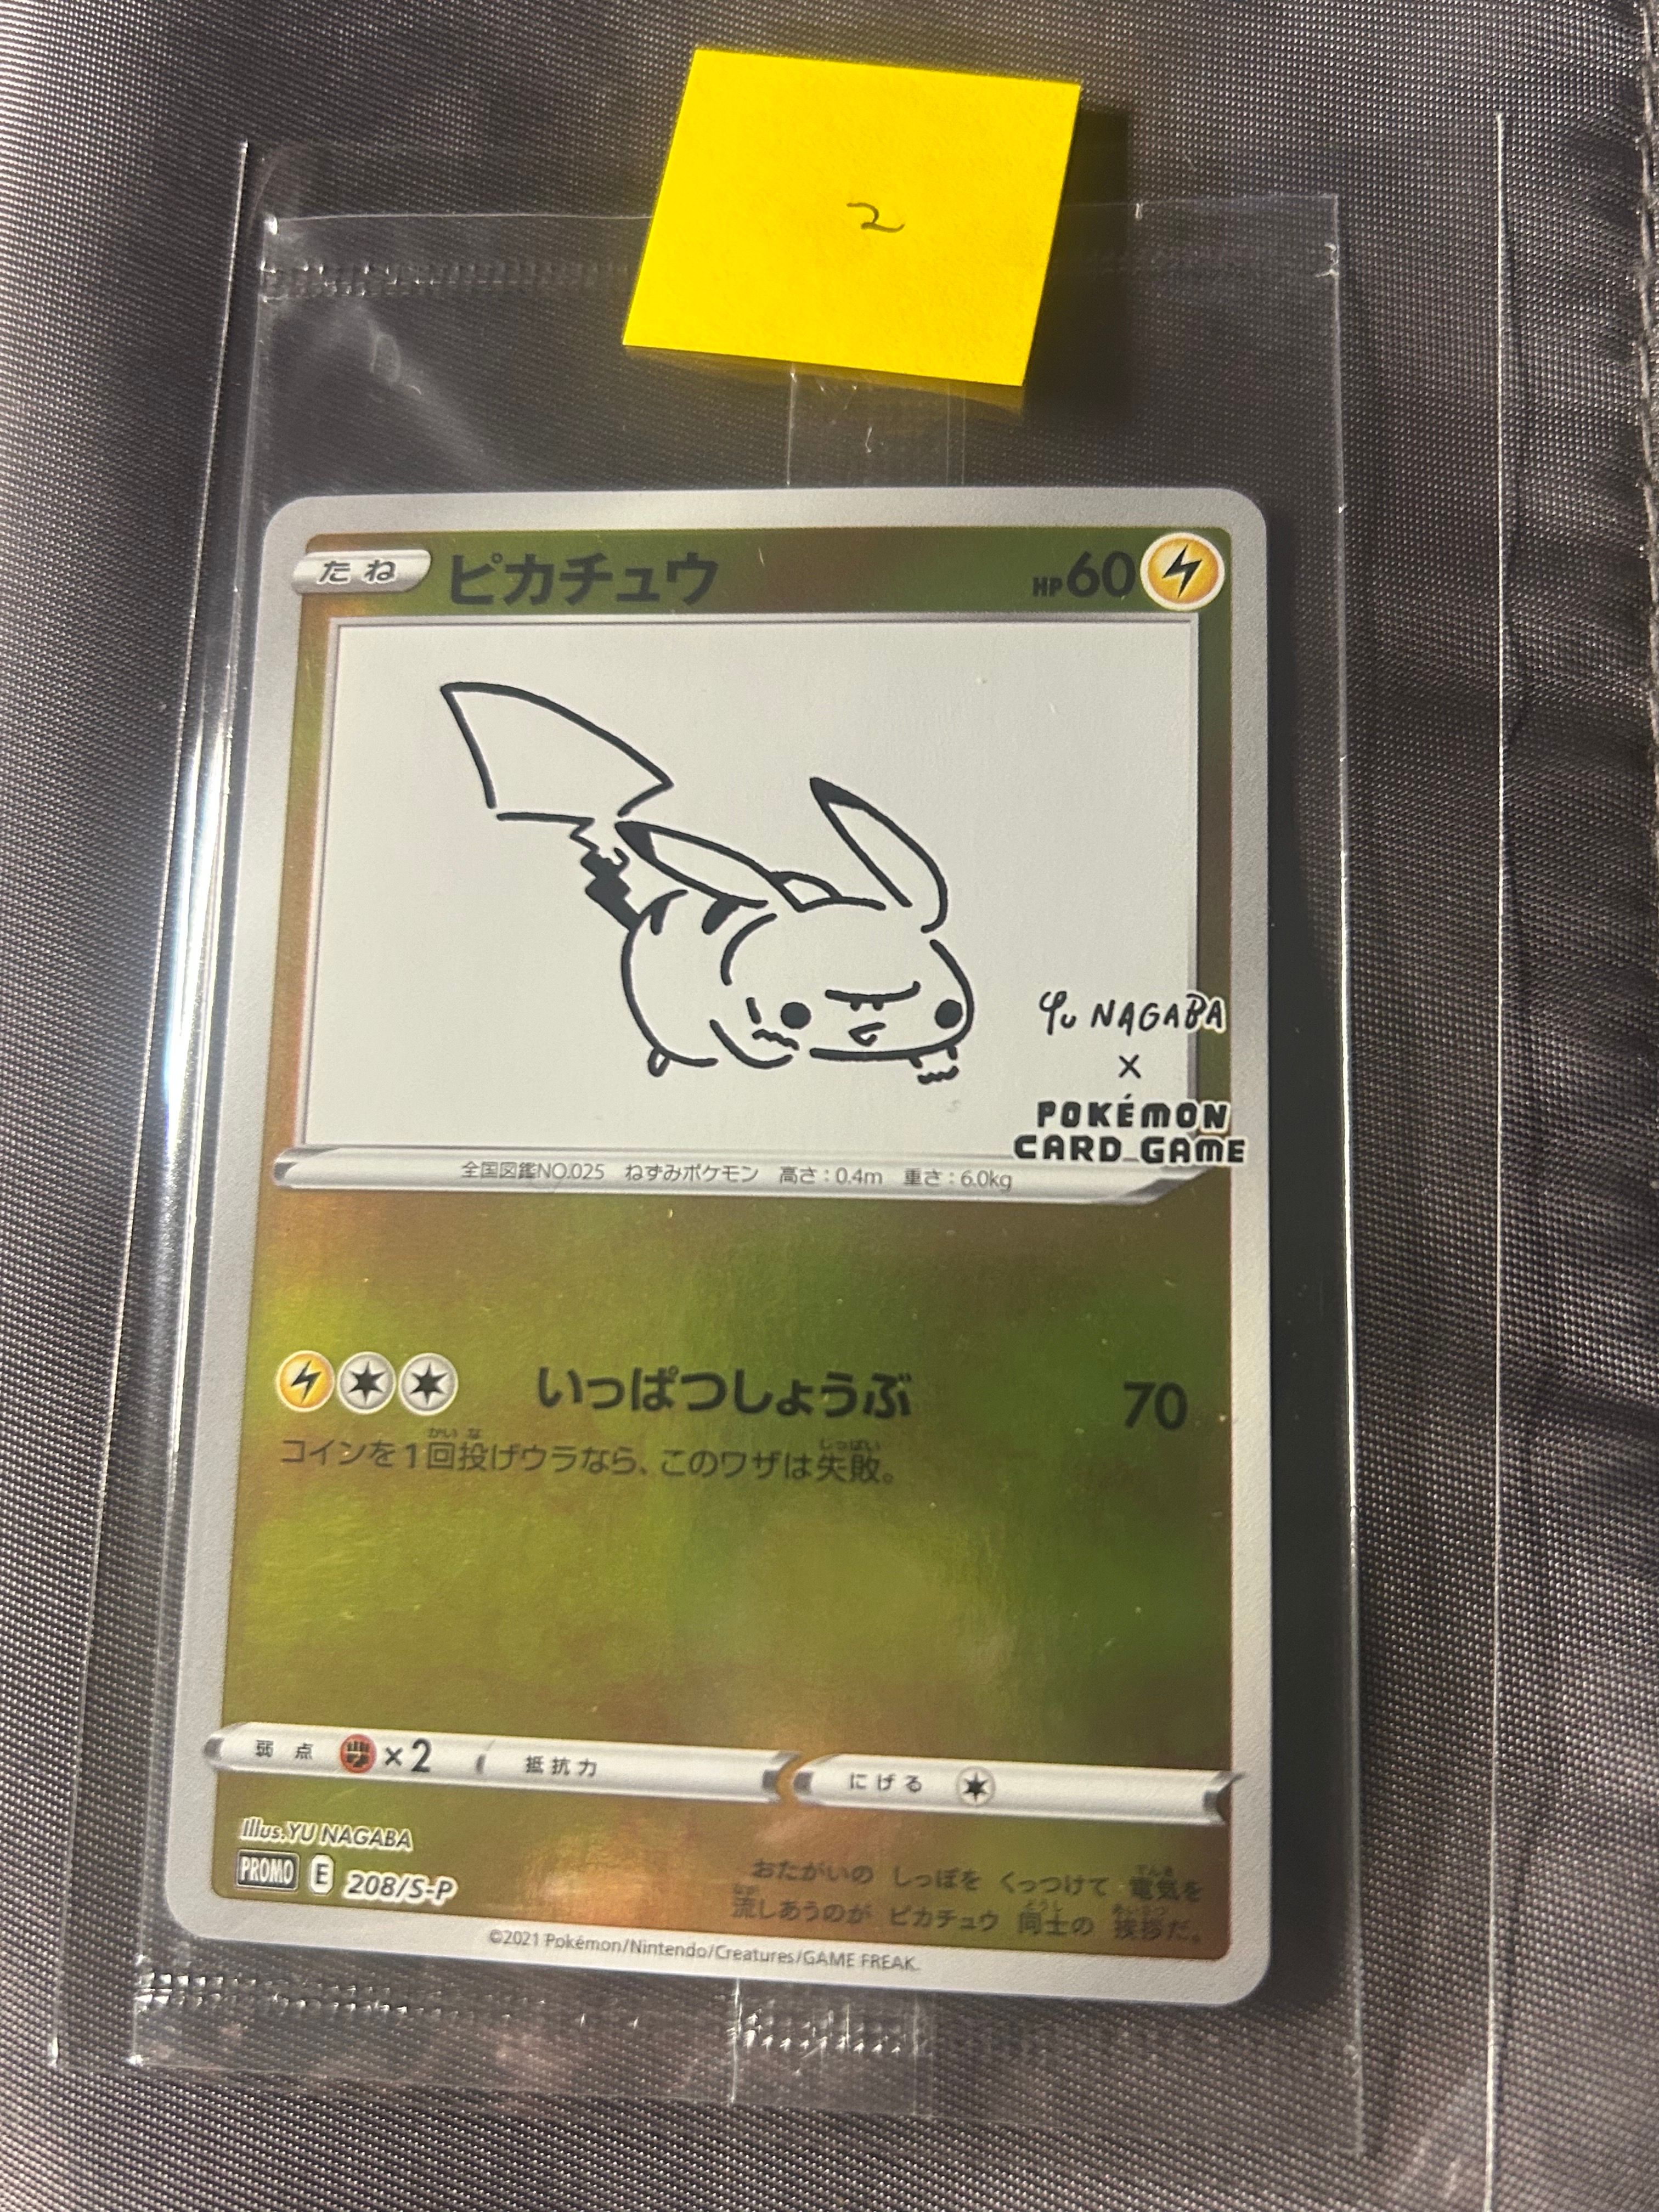 2
たね ピカチュウ HP60
YU NAGABA
×
POKÉMON
CARD GAME
全国図鑑NO.025 ねずみポケモン 高さ:0.4m 重さ:6.0kg
いっぱつしょうぶ 70
コインを1回投げウラなら、このワザは失敗。
弱点 ×2 抵抗力 にげる
Illus.YU NAGABA
PROMO E 208/S-P
おたがいの しっぽを くっつけて 電気を
流しあうのが ピカチュウ 同士の 挨拶だ。
©2021 Pokémon/Nintendo/Creatures/GAME FREAK.